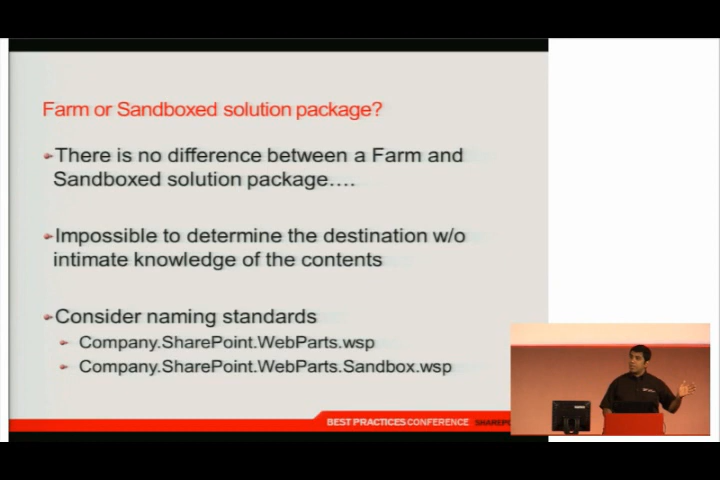 Farm or Sandboxed solution package?
There is no difference between a Farm and
Sandboxed solution package....
Impossible to determine the destination w/o
intimate knowledge of the contents
Consider naming standards
Company.SharePoint.WebParts.wsp
Company.SharePoint.WebParts.Sandbox.wsp
BEST PRACTICES CONFERENCE